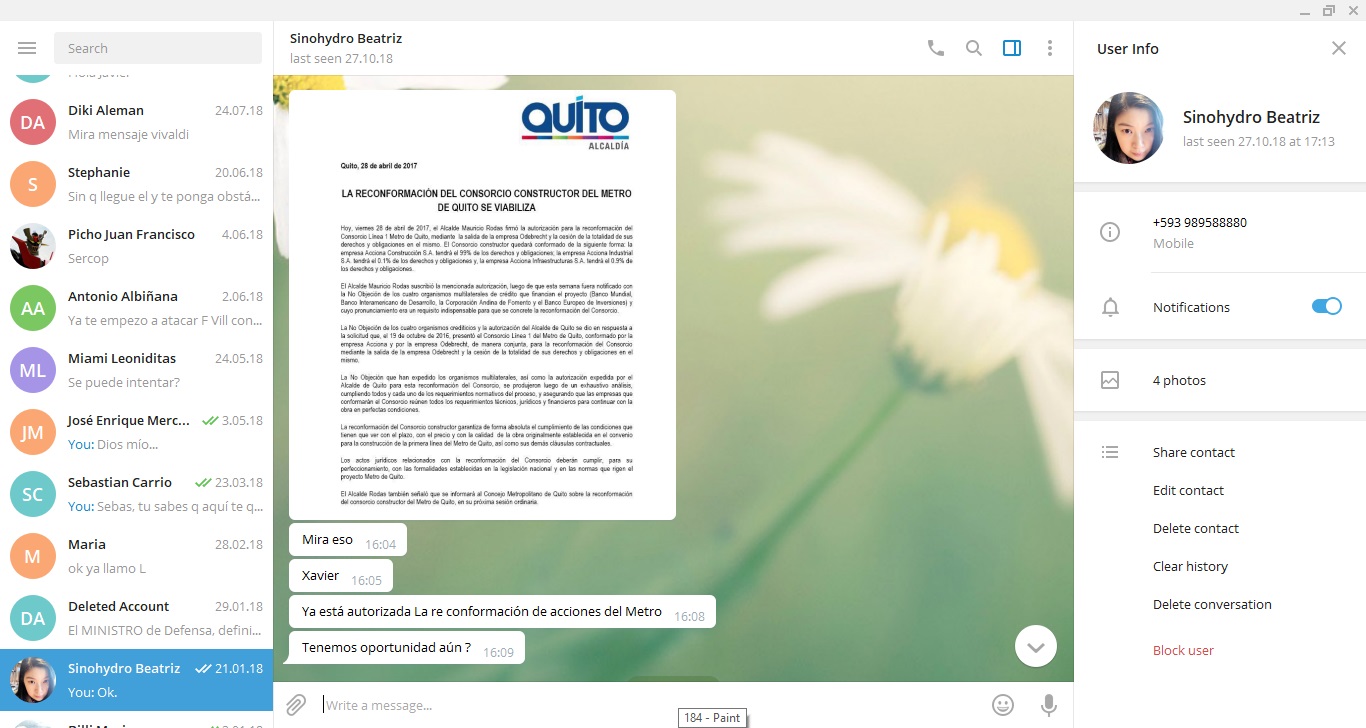 Search
Diki Aleman 24.07.18
Mira mensaje vivaldi
Stephanie 20.06.18
Sin q llegue el y te ponga obstá...
Picho Juan Francisco 4.06.18
Sercop
Antonio Albiñana 2.06.18
Ya te empezo a atacar F Vill con...
Miami Leoniditas 24.05.18
Se puede intentar?
José Enrique Merc... 3.05.18
You: Dios mío...
Sebastian Carrio 23.03.18
You: Sebas, tu sabes q aquí te q...
Maria 28.02.18
ok ya llamo L
Deleted Account 29.01.18
El MINISTRO de Defensa, defini...
Sinohydro Beatriz 21.01.18
You: Ok.
DA
S
AA
ML
JM
SC
M
DA
Sinohydro Beatriz
last seen 27.10.18
QUITO
ALCALDÍA
Quito, 28 de abril de 2017
LA RECONFORMACIÓN DEL CONSORCIO CONSTRUCTOR DEL METRO
DE QUITO SE VIABILIZA
Hoy, viernes 28 de abril de 2017, el Alcalde Mauricio Rodas firmó la autorización para la reconformación del
Consorcio Línea 1 Metro de Quito, mediante la salida de la empresa Odebrecht y la cesión de la totalidad de sus
derechos y obligaciones en el mismo. El Consorcio constructor quedará conformado de la siguiente forma: la
empresa Acciona Construcción S.A. tendrá el 99% de los derechos y obligaciones; la empresa Acciona Industrial
S.A. tendrá el 0.1% de los derechos y obligaciones y, la empresa Acciona Infraestructuras S.A. tendrá el 0.9% de
los derechos y obligaciones.
El Alcalde Mauricio Rodas suscribió la mencionada autorización, luego de que esta semana fuera notificado con
la No Objeción de los cuatro organismos multilaterales de crédito que financian el proyecto (Banco Mundial,
Banco Interamericano de Desarrollo, la Corporación Andina de Fomento y el Banco Europeo de Inversiones) y
cuyo pronunciamiento era un requisito indispensable para que se concrete la reconformación del Consorcio.
La No Objeción de los cuatro organismos crediticios y la autorización del Alcalde de Quito se dio en respuesta a
la solicitud que, el 19 de octubre de 2016, presentó el Consorcio Línea 1 del Metro de Quito, conformado por la
empresa Acciona y por la empresa Odebrecht, de manera conjunta, para la reconformación del Consorcio
mediante la salida de la empresa Odebrecht y la cesión de la totalidad de sus derechos y obligaciones en el
mismo.
La No Objeción que han expedido los organismos multilaterales, así como la autorización expedida por el
Alcalde de Quito para esta reconformación del Consorcio, se produjeron luego de un exhaustivo análisis,
cumpliendo todos y cada uno de los requerimientos normativos del proceso, y asegurando que las empresas que
conformarán el Consorcio reúnen todos los requerimientos técnicos, jurídicos y financieros para continuar con la
obra en perfectas condiciones.
La reconformación del Consorcio constructor garantiza de forma absoluta el cumplimiento de las condiciones que
tienen que ver con el plazo, con el precio y con la calidad de la obra originalmente establecida en el convenio
para la construcción de la primera línea del Metro de Quito, así como sus demás cláusulas contractuales.
Los actos jurídicos relacionados con la reconformación del Consorcio deberán cumplir, para su
perfeccionamiento, con las formalidades establecidas en la legislación nacional y en las normas que rigen el
proyecto Metro de Quito.
El Alcalde Rodas también señaló que se informará al Concejo Metropolitano de Quito sobre la reconformación
del consorcio constructor del Metro de Quito, en su próxima sesión ordinaria.
Mira eso 16:04
Xavier 16:05
Ya está autorizada La re conformación de acciones del Metro 16:08
Tenemos oportunidad aún ? 16:09
Write a message...
184 - Paint
User Info
Sinohydro Beatriz
last seen 27.10.18 at 17:13
+593 989588880
Mobile
Notifications
4 photos
Share contact
Edit contact
Delete contact
Clear history
Delete conversation
Block user